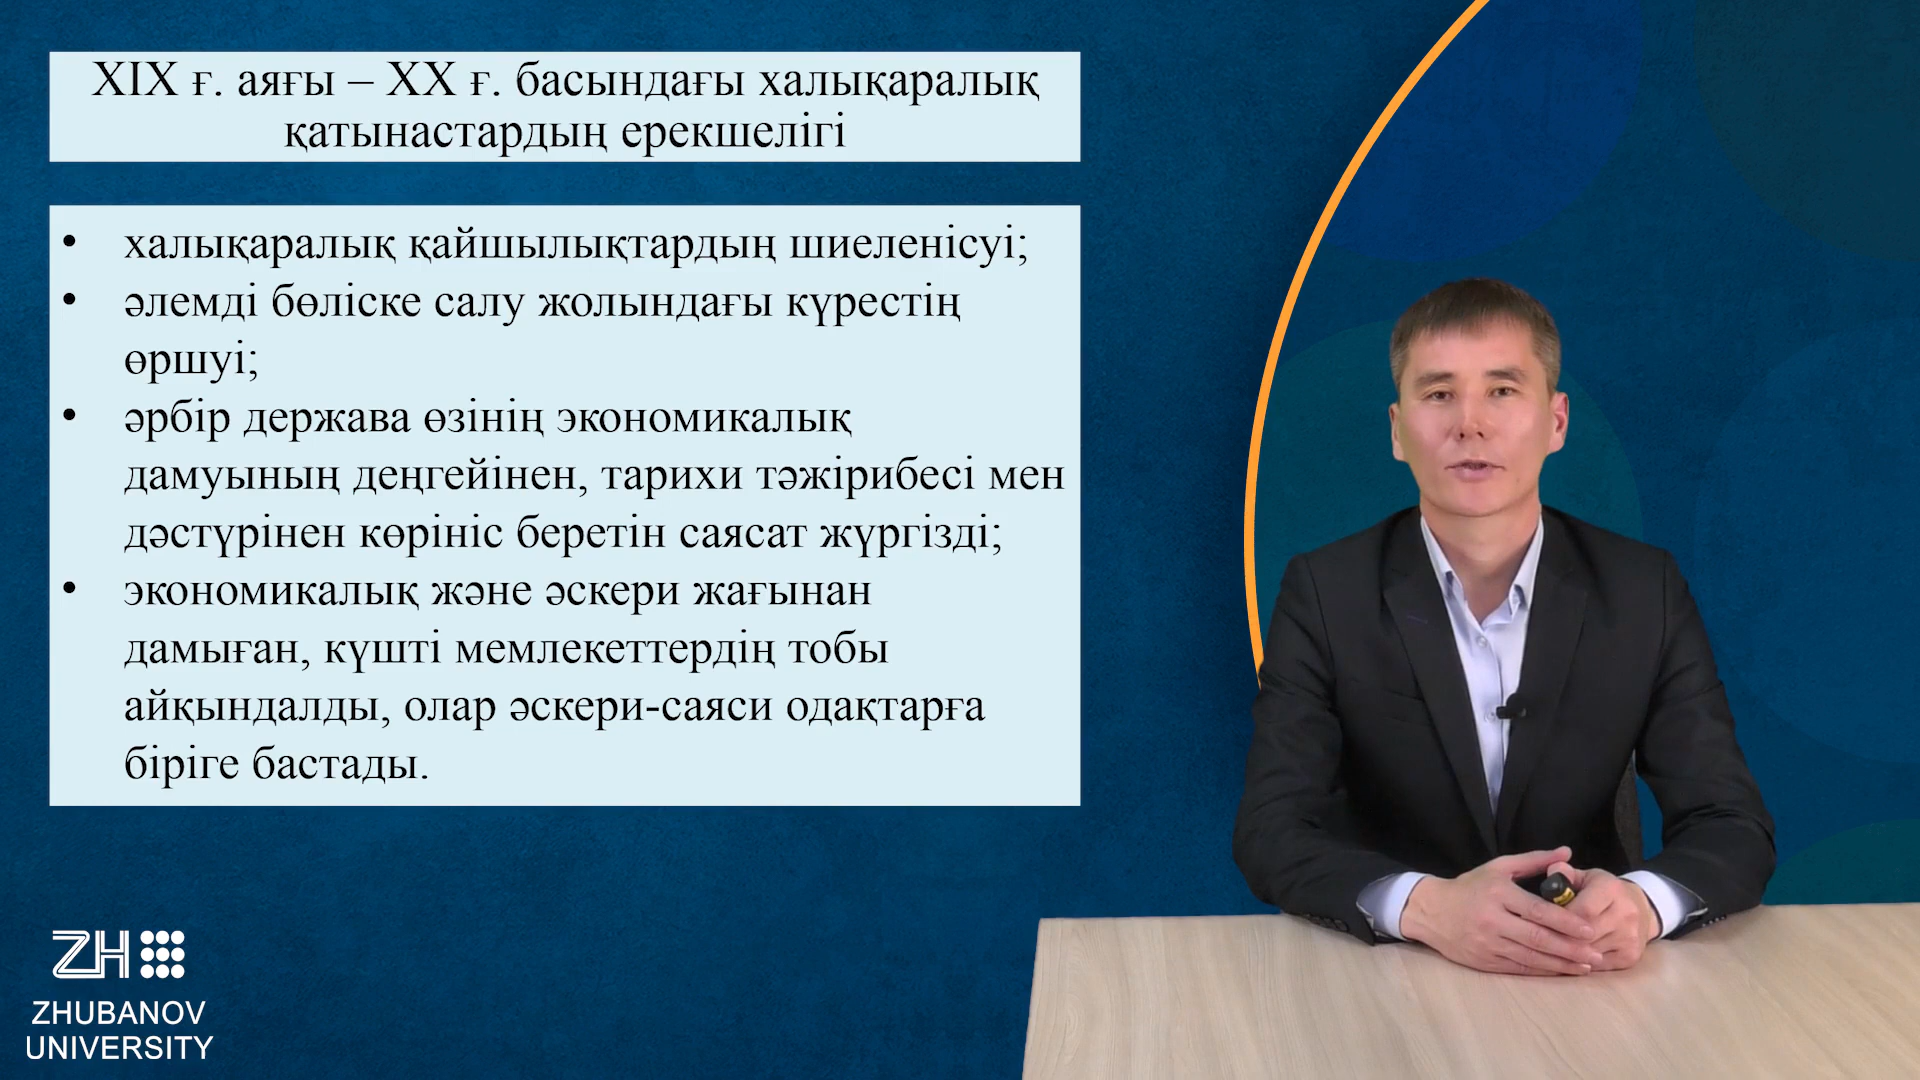 XIX ғ. аяғы – XX ғ. басындағы халықаралық
қатынастардың ерекшелігі
• халықаралық қайшылықтардың шиеленісуі;
• әлемді бөліске салу жолындағы күрестің
өршуі;
• әрбір держава өзінің экономикалық
дамуының деңгейінен, тарихи тәжірибесі мен
дәстүрінен көрініс беретін саясат жүргізді;
• экономикалық және әскери жағынан
дамыған, күшті мемлекеттердің тобы
айқындалды, олар әскери-саяси одақтарға
біріге бастады.
ZH
ZHUBANOV
UNIVERSITY